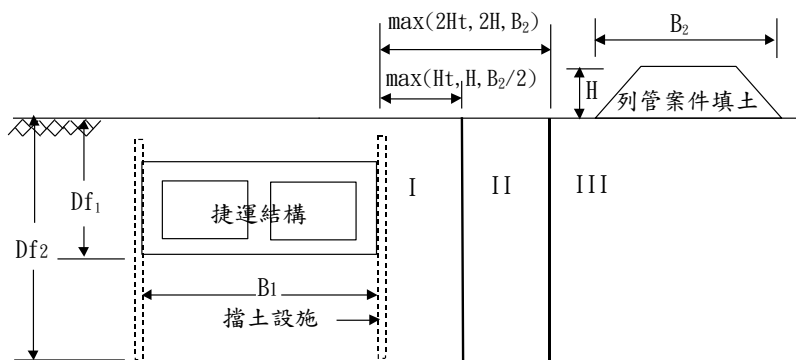 max(2Ht, 2H, B₂)
B₂
max(Ht, H, B₂/2)
H
列管案件填土
I
II
III
Df₁
捷運結構
Df2
B1
擋土設施